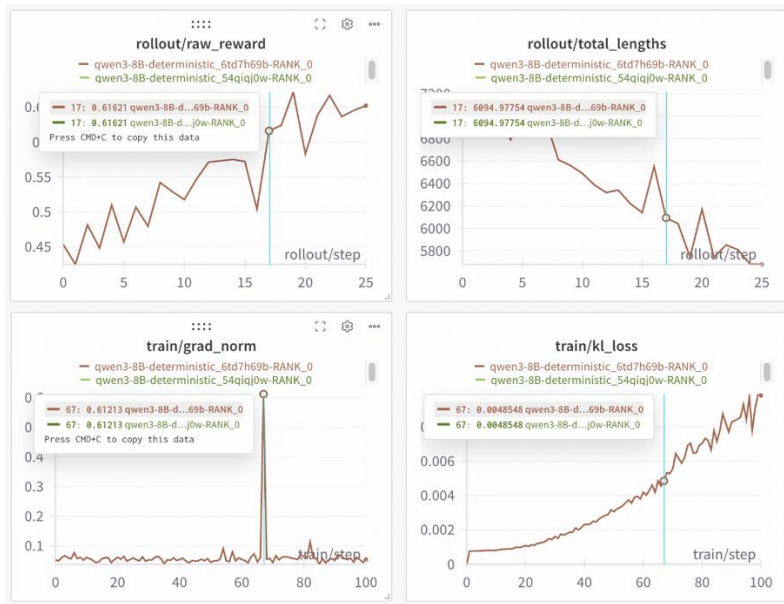 rollout/raw_reward
qwen3-8B-deterministic_6td7h69b-RANK_0
qwen3-8B-deterministic_54qiqj0w-RANK_0
17: 0.61621 qwen3-8B-d...69b-RANK_0
17: 0.61621 qwen3-8B-d...j0w-RANK_0
Press CMD+C to copy this data
0.55
0.5
0.45
rollout/step
0 5 10 15 20 25
rollout/total_lengths
qwen3-8B-deterministic_6td7h69b-RANK_0
qwen3-8B-deterministic_54qiqj0w-RANK_0
7200
17: 6094.97754 qwen3-8B-d...69b-RANK_0
17: 6094.97754 qwen3-8B-d...j0w-RANK_0
6800
6600
6400
6200
6000
5800
rollout/step
0 5 10 15 20 25
train/grad_norm
qwen3-8B-deterministic_6td7h69b-RANK_0
qwen3-8B-deterministic_54qiqj0w-RANK_0
67: 0.61213 qwen3-8B-d...69b-RANK_0
67: 0.61213 qwen3-8B-d...j0w-RANK_0
Press CMD+C to copy this data
0.4
0.3
0.2
0.1
train/step
0 20 40 60 80 100
train/kl_loss
qwen3-8B-deterministic_6td7h69b-RANK_0
qwen3-8B-deterministic_54qiqj0w-RANK_0
67: 0.0048548 qwen3-8B-d...69b-RANK_0
67: 0.0048548 qwen3-8B-d...j0w-RANK_0
0.006
0.004
0.002
0
train/step
0 20 40 60 80 100